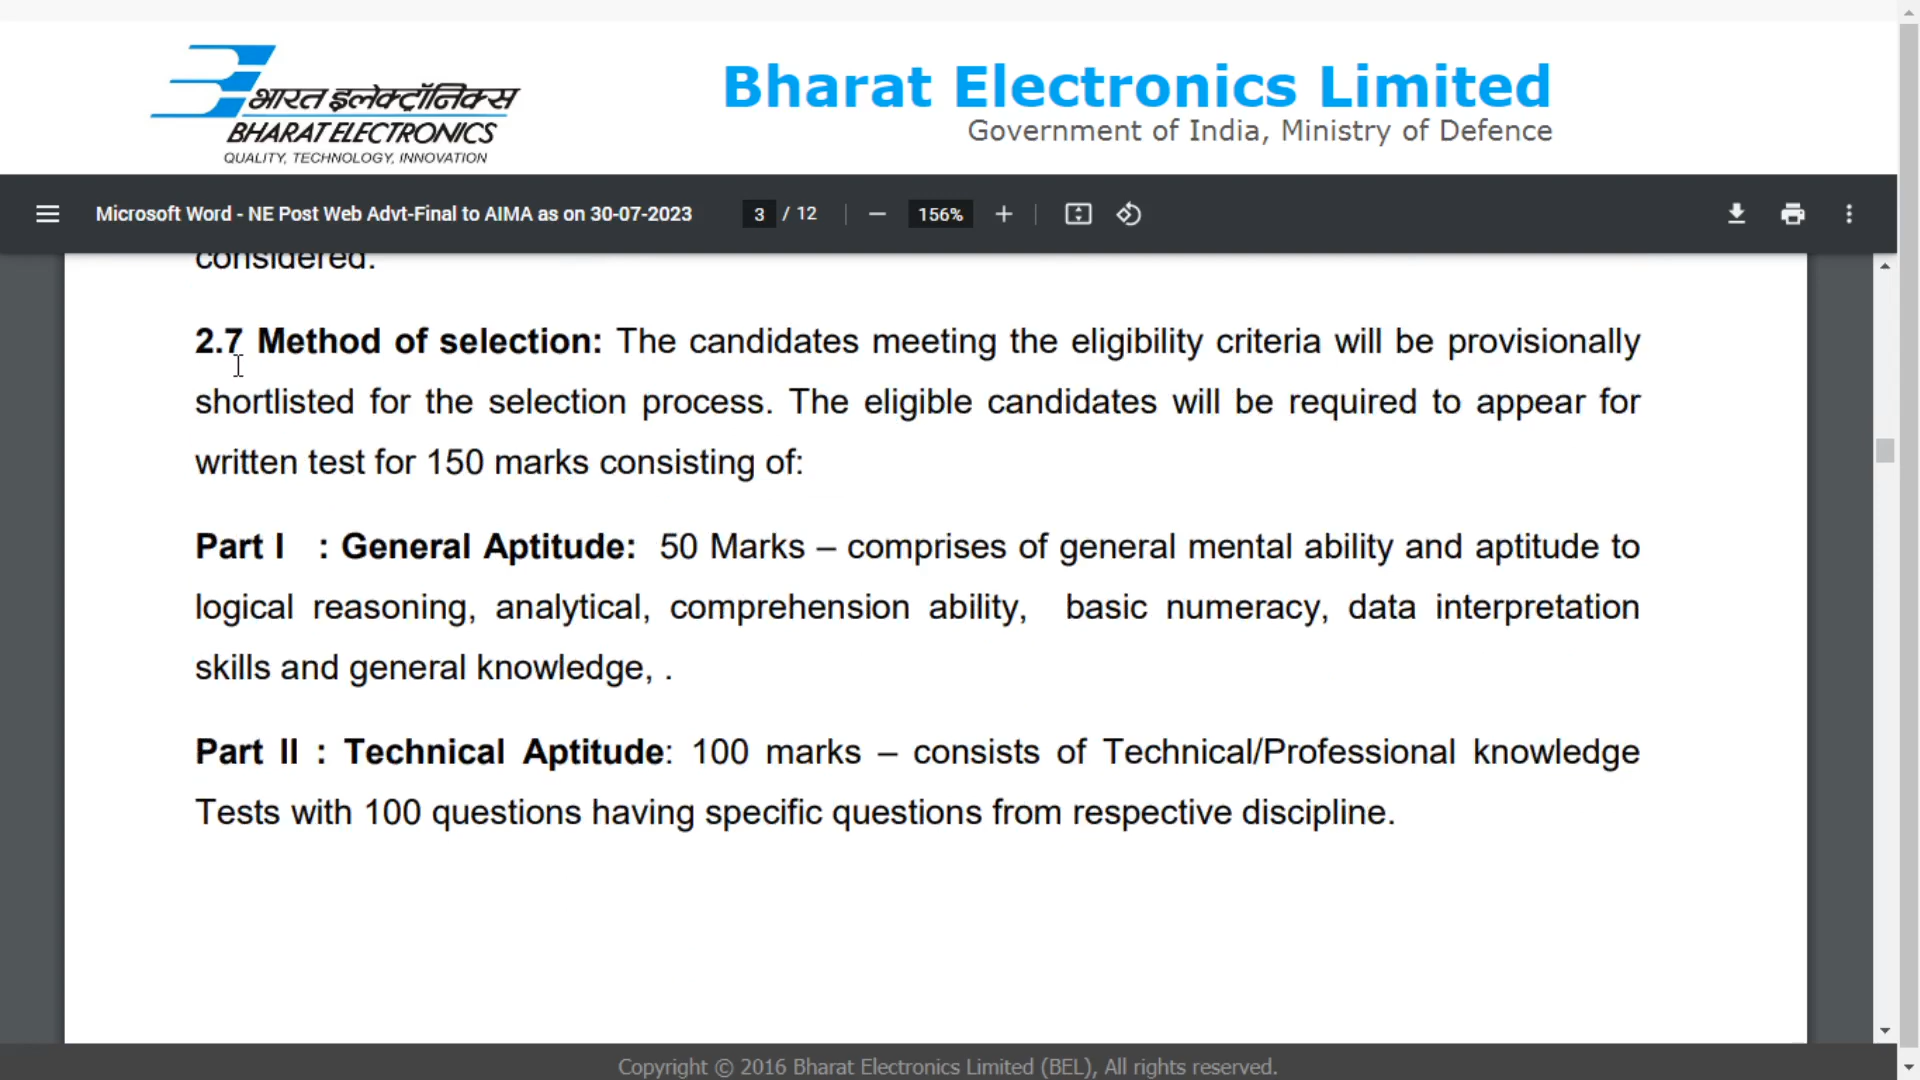 भारत इलेक्ट्रॉनिक्स
BHARAT ELECTRONICS
QUALITY, TECHNOLOGY, INNOVATION
Bharat Electronics Limited
Government of India, Ministry of Defence
Microsoft Word - NE Post Web Advt-Final to AIMA as on 30-07-2023 3 / 12 156%
considered.
2.7 Method of selection: The candidates meeting the eligibility criteria will be provisionally
shortlisted for the selection process. The eligible candidates will be required to appear for
written test for 150 marks consisting of:
Part I : General Aptitude: 50 Marks – comprises of general mental ability and aptitude to
logical reasoning, analytical, comprehension ability, basic numeracy, data interpretation
skills and general knowledge, .
Part II : Technical Aptitude: 100 marks – consists of Technical/Professional knowledge
Tests with 100 questions having specific questions from respective discipline.
Copyright © 2016 Bharat Electronics Limited (BEL), All rights reserved.